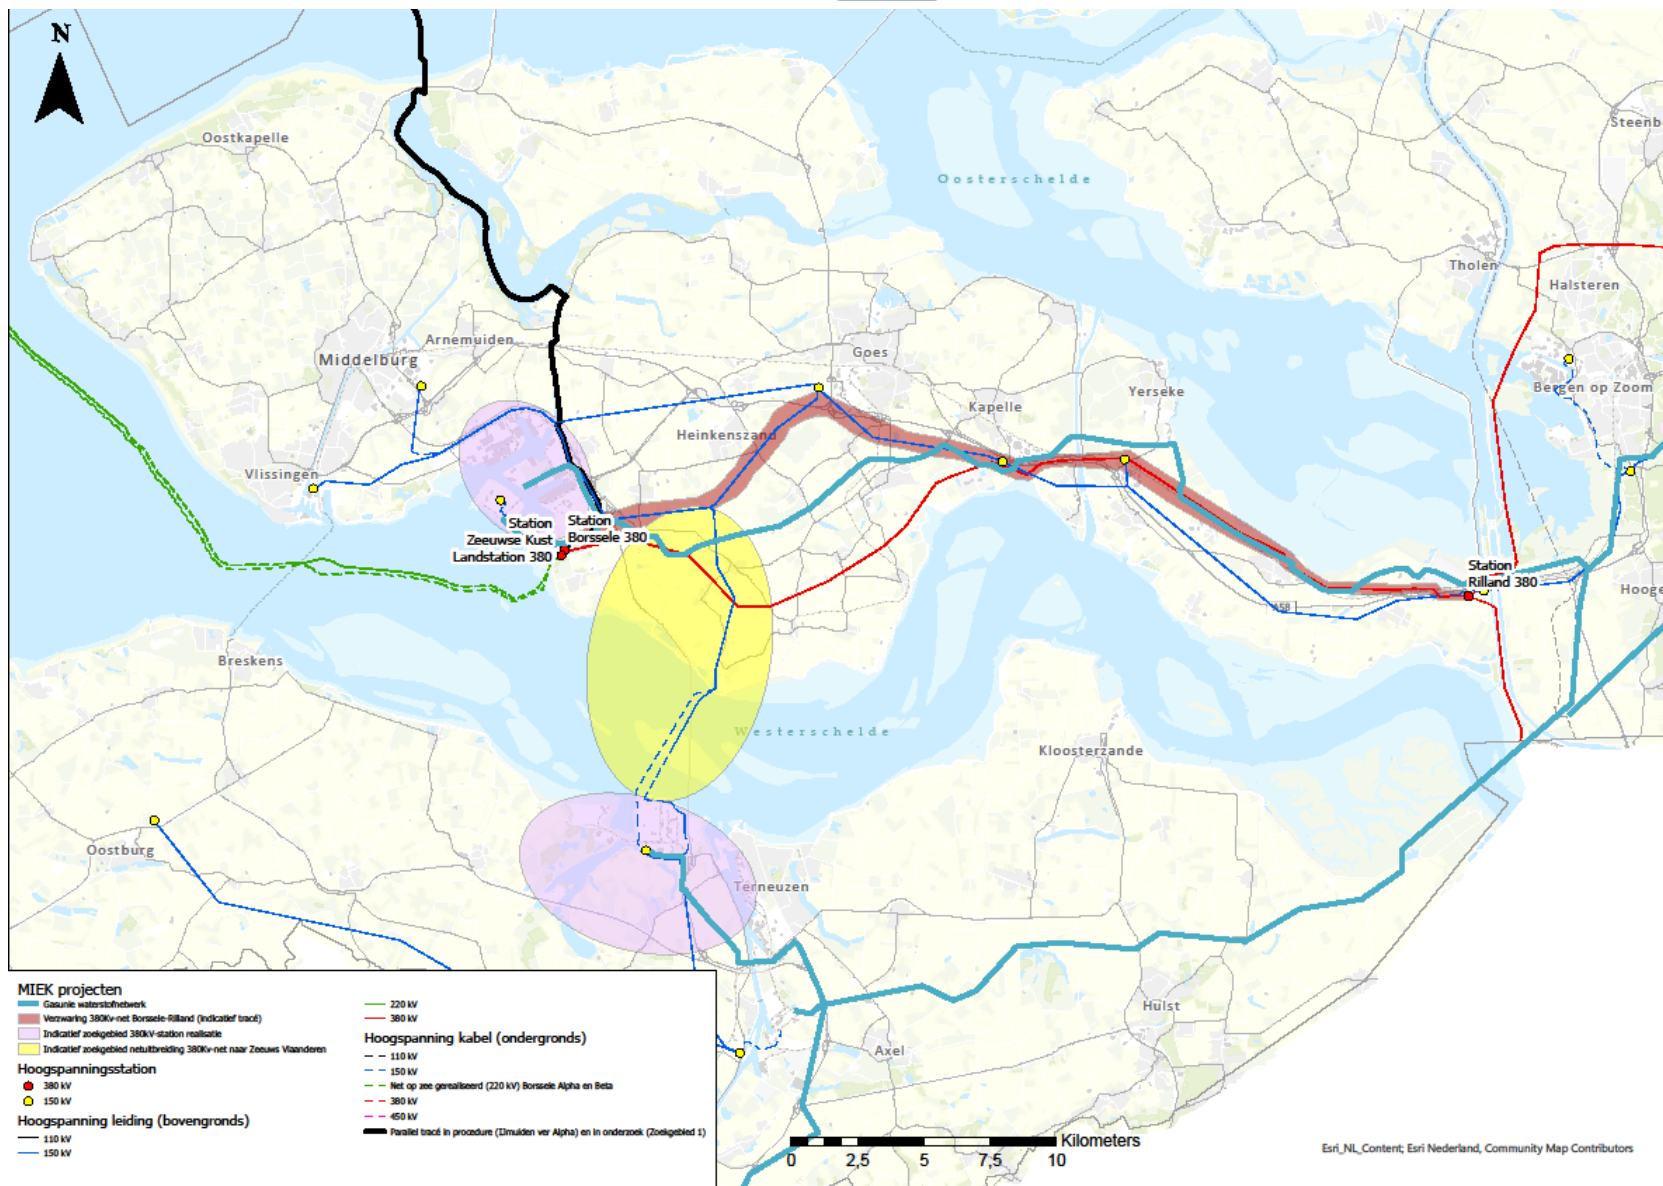 N
Oosterschelde
Steenb
Oostkapelle
Tholen
Halsteren
Arnemuiden
Middelburg
Goes
Bergen op Zoom
Yerseke
Kapelle
Heinkenszand
Vlissingen
Station
Zeeuwse Kust
Landstation 380
Station
Borssele 380
Station
Rilland 380
Hooge
A58
Breskens
Westerschelde
Kloosterzande
Oostburg
Terneuzen
Hulst
Axel
MIEK projecten
Gasunie waterstofnetwerk
Verzwaring 380Kv-net Borssele-Rilland (indicatief tracé)
Indicatief zoekgebied 380kV-station realisatie
Indicatief zoekgebied netuitbreiding 380Kv-net naar Zeeuws Vlaanderen
Hoogspanningsstation
380 kV
150 kV
Hoogspanning leiding (bovengronds)
110 kV
150 kV
220 kV
380 kV
Hoogspanning kabel (ondergronds)
110 kV
150 kV
Net op zee gerealiseerd (220 kV) Borssele Alpha en Beta
380 kV
450 kV
Parallel tracé in procedure (IJmuiden ver Alpha) en in onderzoek (Zoekgebied 1)
Kilometers
0 2,5 5 7,5 10
Esri_NL_Content; Esri Nederland, Community Map Contributors